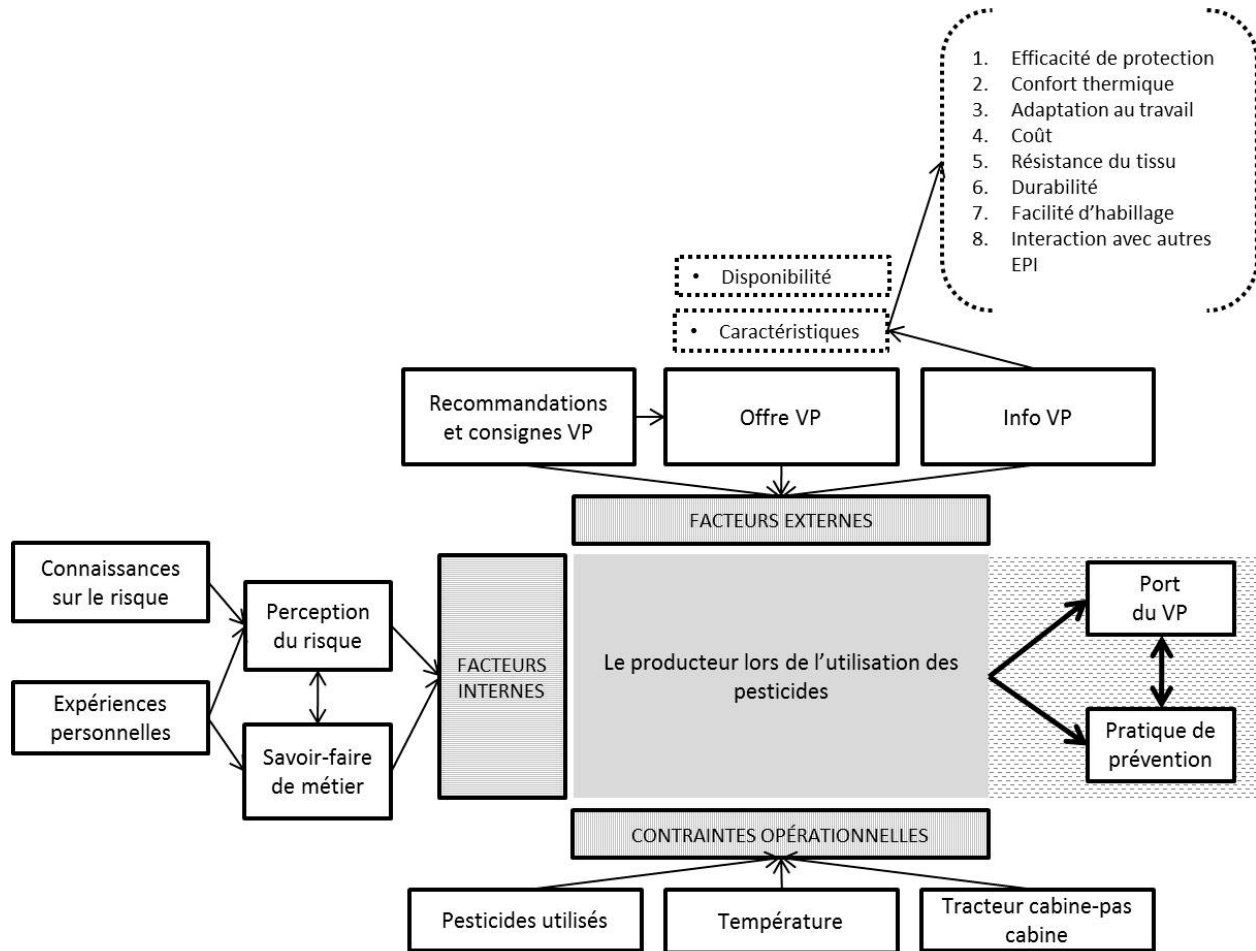 1. Efficacité de protection
2. Confort thermique
3. Adaptation au travail
4. Coût
5. Résistance du tissu
6. Durabilité
7. Facilité d'habillage
8. Interaction avec autres
EPI
• Disponibilité
• Caractéristiques
Recommandations
et consignes VP
Offre VP
Info VP
FACTEURS EXTERNES
Connaissances
sur le risque
Expériences
personnelles
Perception
du risque
Savoir-faire
de métier
FACTEURS
INTERNES
Le producteur lors de l'utilisation des
pesticides
Port
du VP
Pratique de
prévention
CONTRAINTES OPÉRATIONNELLES
Pesticides utilisés
Température
Tracteur cabine-pas
cabine